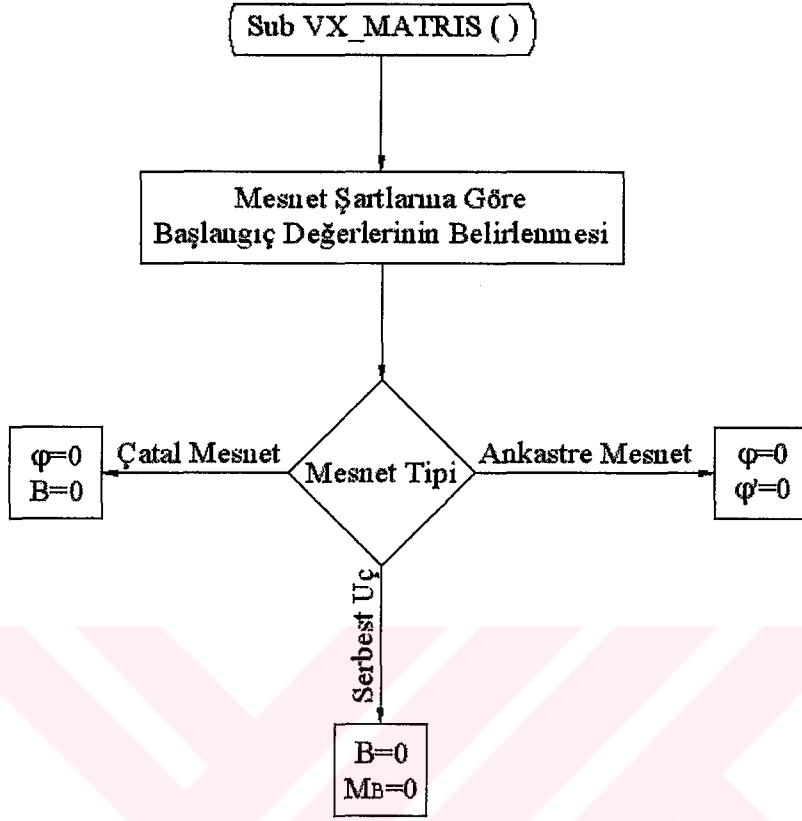 Sub VX_MATRIS ( )
Mesnet Şartlarına Göre
Başlangıç Değerlerinin Belirlenmesi
φ=0
B=0
Çatal Mesnet
Mesnet Tipi
Ankastre Mesnet
φ=0
φ'=0
Serbest Uç
B=0
MB=0